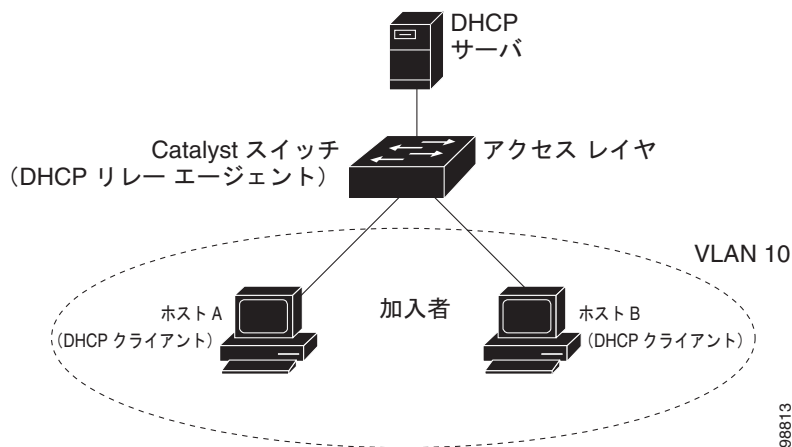 DHCP
サーバ
Catalyst スイッチ
(DHCP リレー エージェント)
アクセス レイヤ
VLAN 10
ホスト A
(DHCP クライアント)
加入者
ホスト B
(DHCP クライアント)
98813